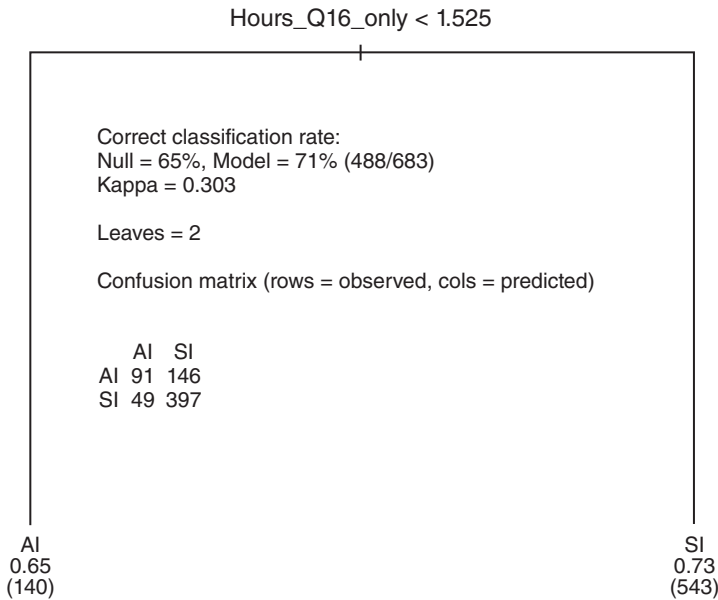 Hours_Q16_only < 1.525
Correct classification rate:
Null = 65%, Model = 71% (488/683)
Kappa = 0.303
Leaves = 2
Confusion matrix (rows = observed, cols = predicted)
AI SI
AI 91 146
SI 49 397
AI
0.65
(140)
SI
0.73
(543)